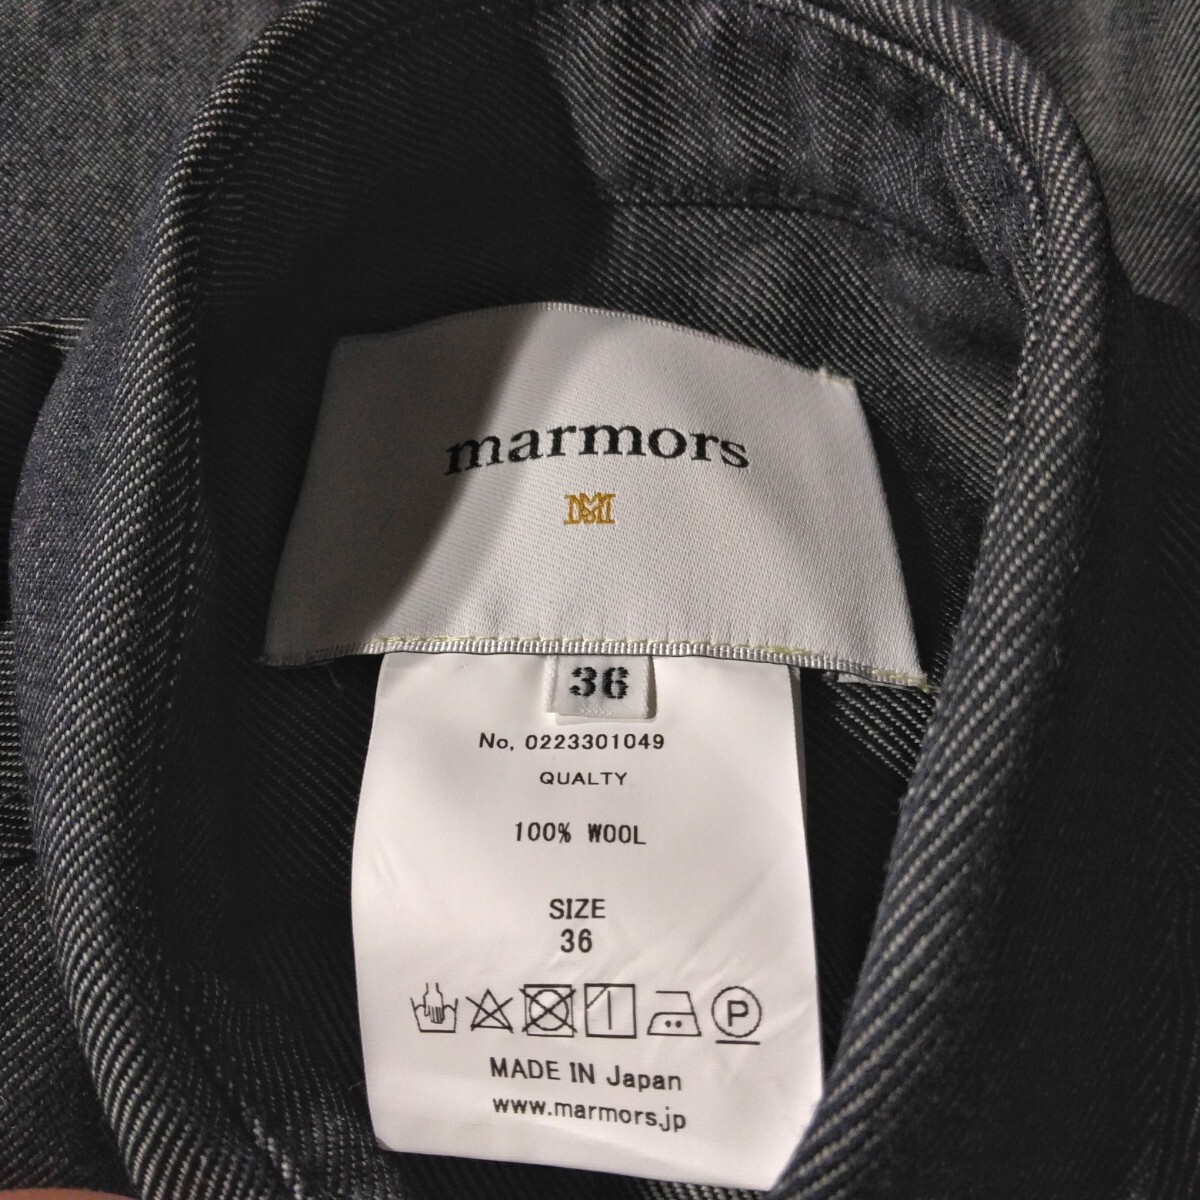 marmors
36
No, 0223301049
QUALTY
100% WOOL
SIZE
36
P
MADE IN Japan
www.marmors.jp